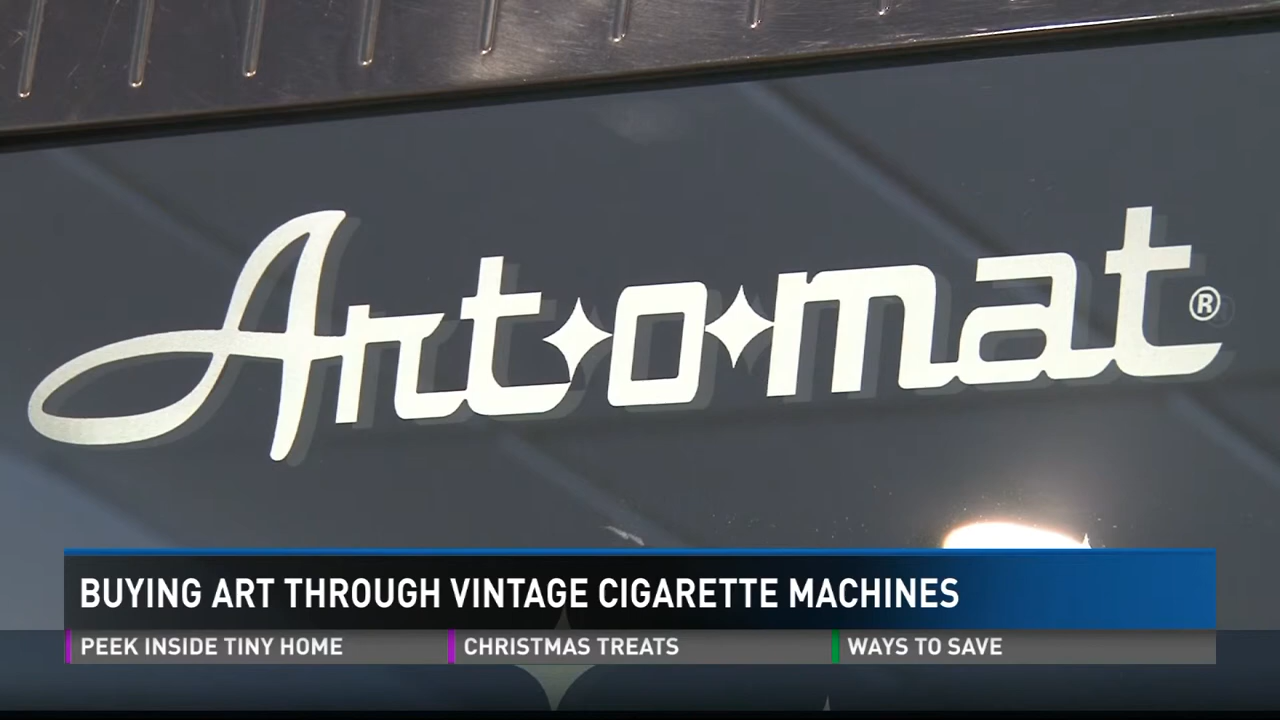 Art·o·mat®
BUYING ART THROUGH VINTAGE CIGARETTE MACHINES
PEEK INSIDE TINY HOME
CHRISTMAS TREATS
WAYS TO SAVE